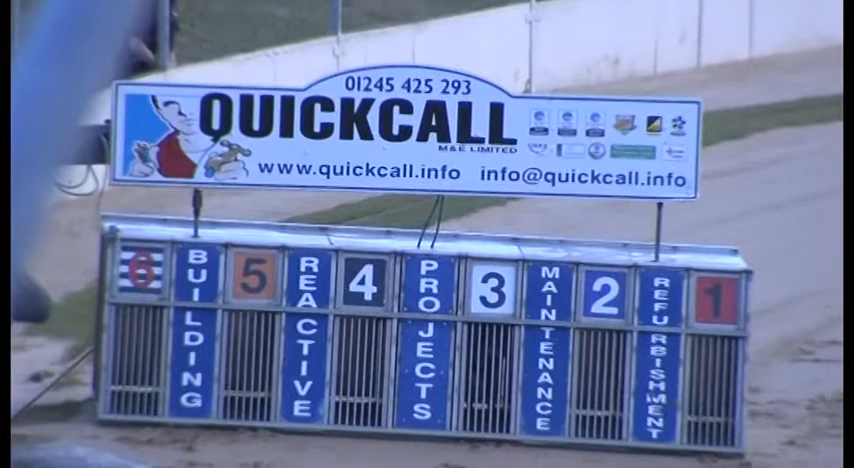 01245 425 293
QUICKCALL
M&E LIMITED
www.quickcall.info info@quickcall.info
6 BUILDING 5 REACTIVE 4 PROJECTS 3 MAINTENANCE 2 REFURBISHMENT 1